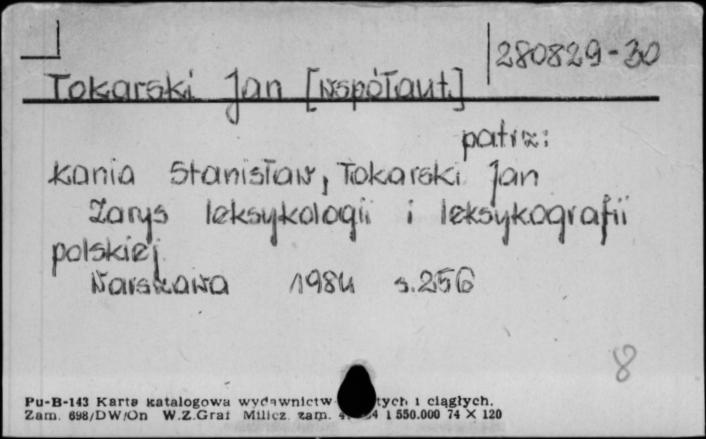 280829-30
Tokarski Jan [współaut.]
patrz:
Kania Stanisław, Tokarski Jan
Zarys leksykologii i leksykografii
polskiej
Warszawa 1984 s.256
8
Pu-B-143 Karta katalogowa wydawnictw tych i ciągłych.
Zam. 698/DW/On W.Z.Graf Milicz zam. 1 550.000 74 X 120